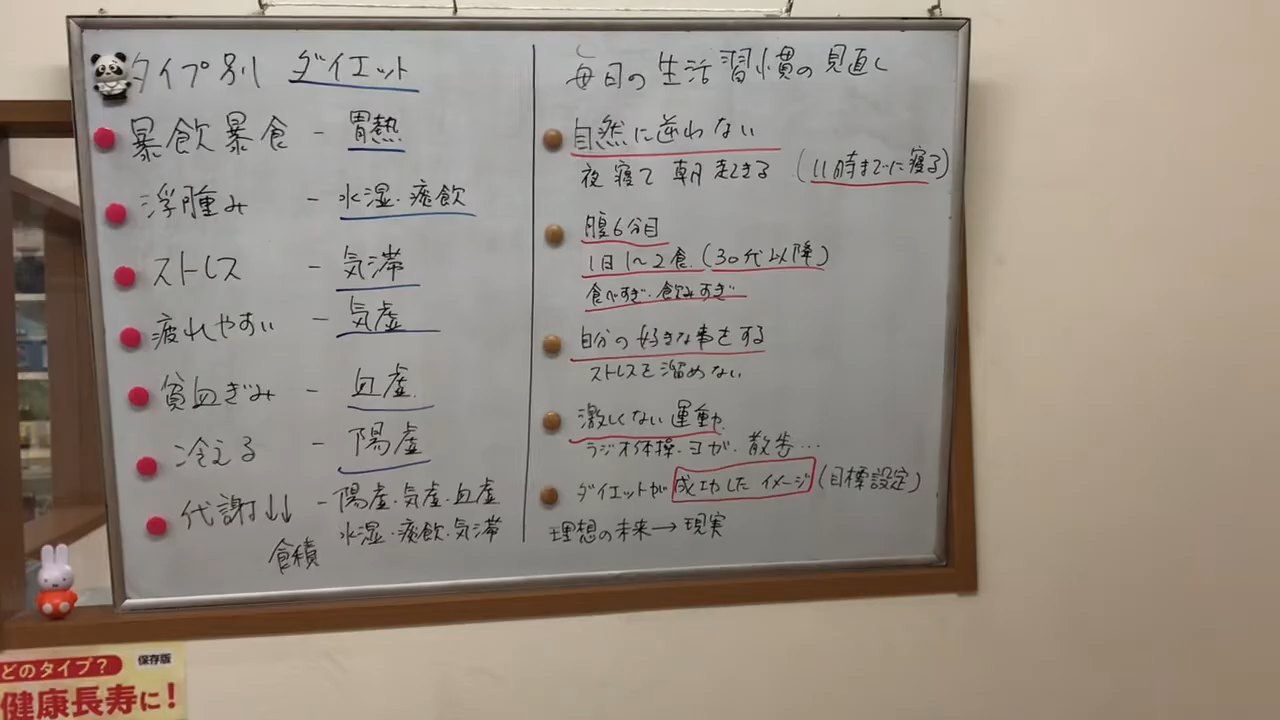 タイプ別 ダイエット
暴飲暴食 - 胃熱
浮腫み - 水湿・痰飲
ストレス - 気滞
疲れやすい - 気虚
貧血ぎみ - 血虚
冷える - 陽虚
代謝↓↓ - 陽虚・気虚・血虚
水湿・痰飲・気滞
食積
毎日の生活習慣の見直し
自然に逆わない
夜寝て朝起きる (11時までに寝る)
腹6分目
1日1〜2食 (30代以降)
食べすぎ・飲みすぎ
自分の好きな事をする
ストレスを溜めない
激しくない運動
ラジオ体操・ヨガ・散歩…
ダイエットが成功したイメージ(目標設定)
理想の未来→現実
どのタイプ? 保存版
健康長寿に!